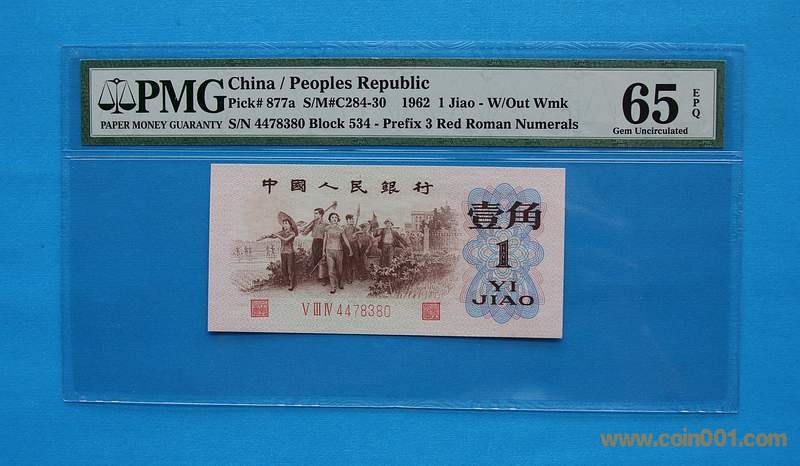 PMG
PAPER MONEY GUARANTY
China / Peoples Republic
Pick# 877a S/M#C284-30 1962 1 Jiao - W/Out Wmk
S/N 4478380 Block 534 - Prefix 3 Red Roman Numerals
65 EPQ
Gem Uncirculated
中國人民銀行
壹角
1
YI
JIAO
V III IV 4478380
www.coin001.com